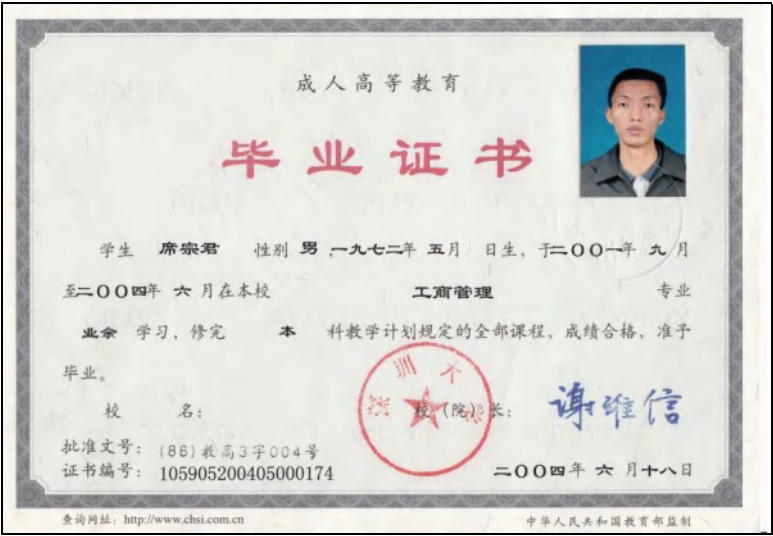 成人高等教育
毕业证书
学生 席宗君 性别 男 ,一九七二年 五月 日生，于二〇〇一年 九 月
至二〇〇四年 六 月在本校 工商管理 专业
业余 学习，修完 本 科教学计划规定的全部课程，成绩合格，准予
毕业。
校 名： 校（院）长： 谢维信
批准文号： (86)教高3字004号
证书编号： 105905200405000174 二〇〇四年 六 月十八日
查询网址：http://www.chsi.com.cn 中华人民共和国教育部监制